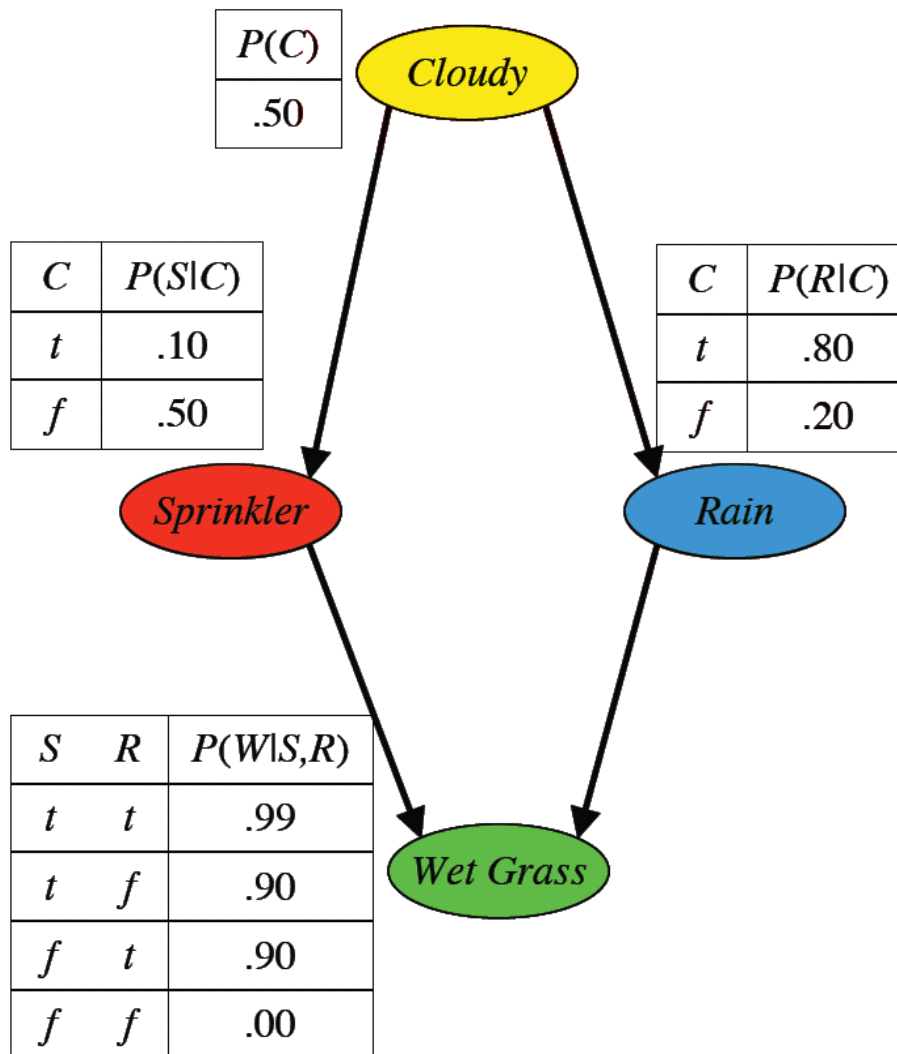 P(C)
.50
Cloudy
C P(S|C)
t .10
f .50
C P(R|C)
t .80
f .20
Sprinkler
Rain
S R P(W|S,R)
t t .99
t f .90
f t .90
f f .00
Wet Grass